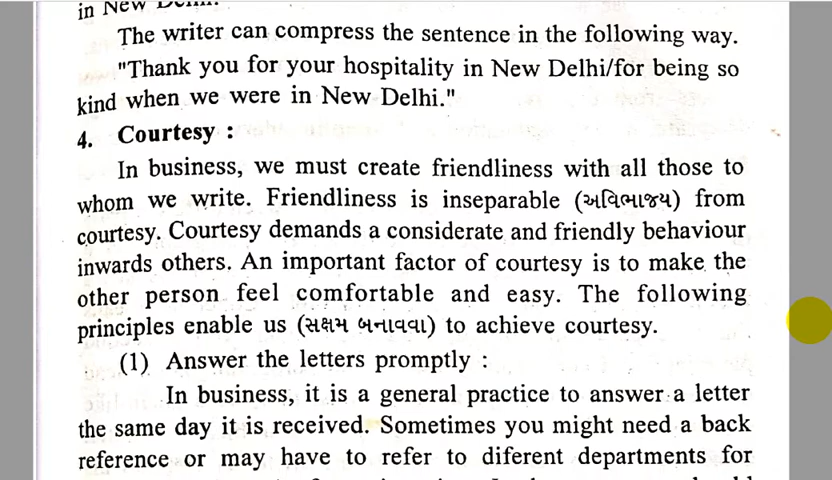 in New Delhi.
The writer can compress the sentence in the following way.
"Thank you for your hospitality in New Delhi/for being so
kind when we were in New Delhi."
4. Courtesy :
In business, we must create friendliness with all those to
whom we write. Friendliness is inseparable (અવિભાજય) from
courtesy. Courtesy demands a considerate and friendly behaviour
inwards others. An important factor of courtesy is to make the
other person feel comfortable and easy. The following
principles enable us (સક્ષમ બનાવવા) to achieve courtesy.
(1) Answer the letters promptly :
In business, it is a general practice to answer a letter
the same day it is received. Sometimes you might need a back
reference or may have to refer to diferent departments for